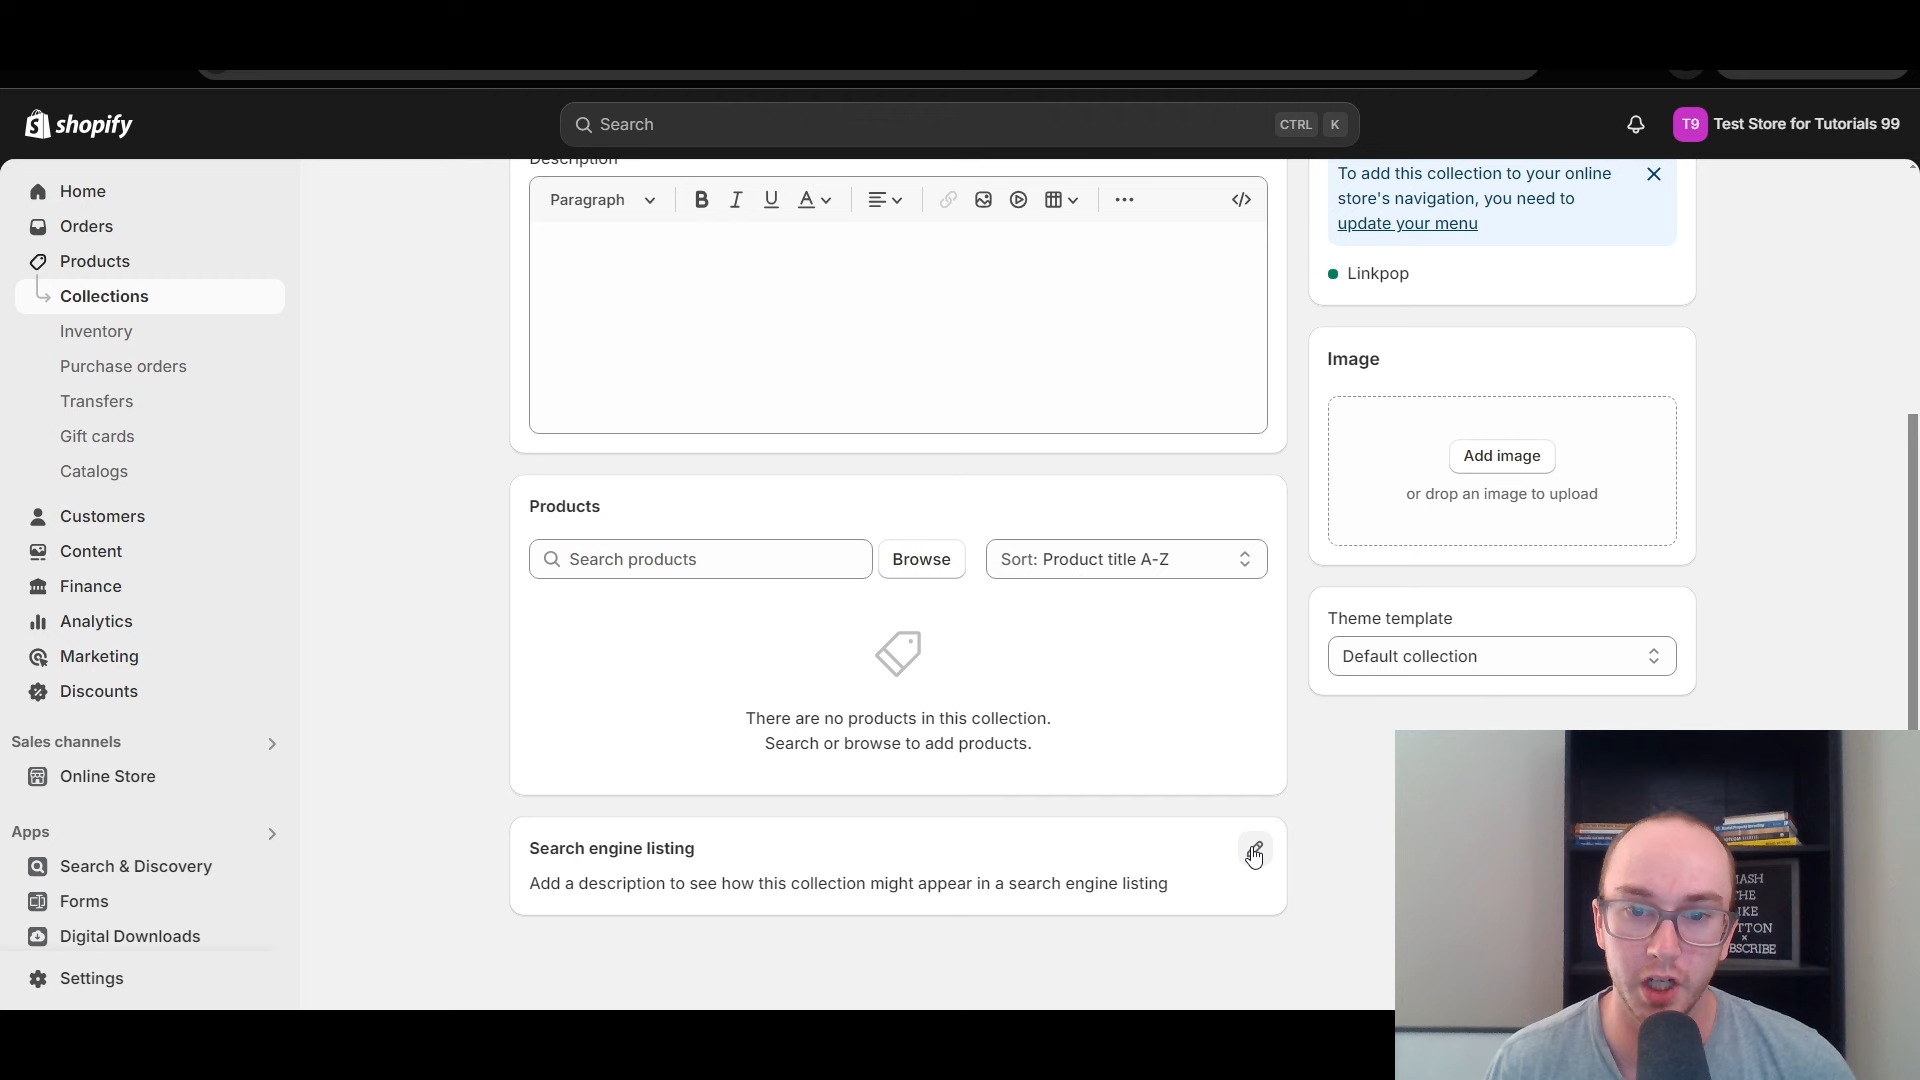 shopify
Search
CTRL K
T9
Test Store for Tutorials 99
Home
Orders
Products
Collections
Inventory
Purchase orders
Transfers
Gift cards
Catalogs
Customers
Content
Finance
Analytics
Marketing
Discounts
Sales channels
Online Store
Apps
Search & Discovery
Forms
Digital Downloads
Settings
Description
Paragraph
B I U A
Products
Search products
Browse
Sort: Product title A-Z
There are no products in this collection.
Search or browse to add products.
Search engine listing
Add a description to see how this collection might appear in a search engine listing
To add this collection to your online
store's navigation, you need to
update your menu
Linkpop
Image
Add image
or drop an image to upload
Theme template
Default collection